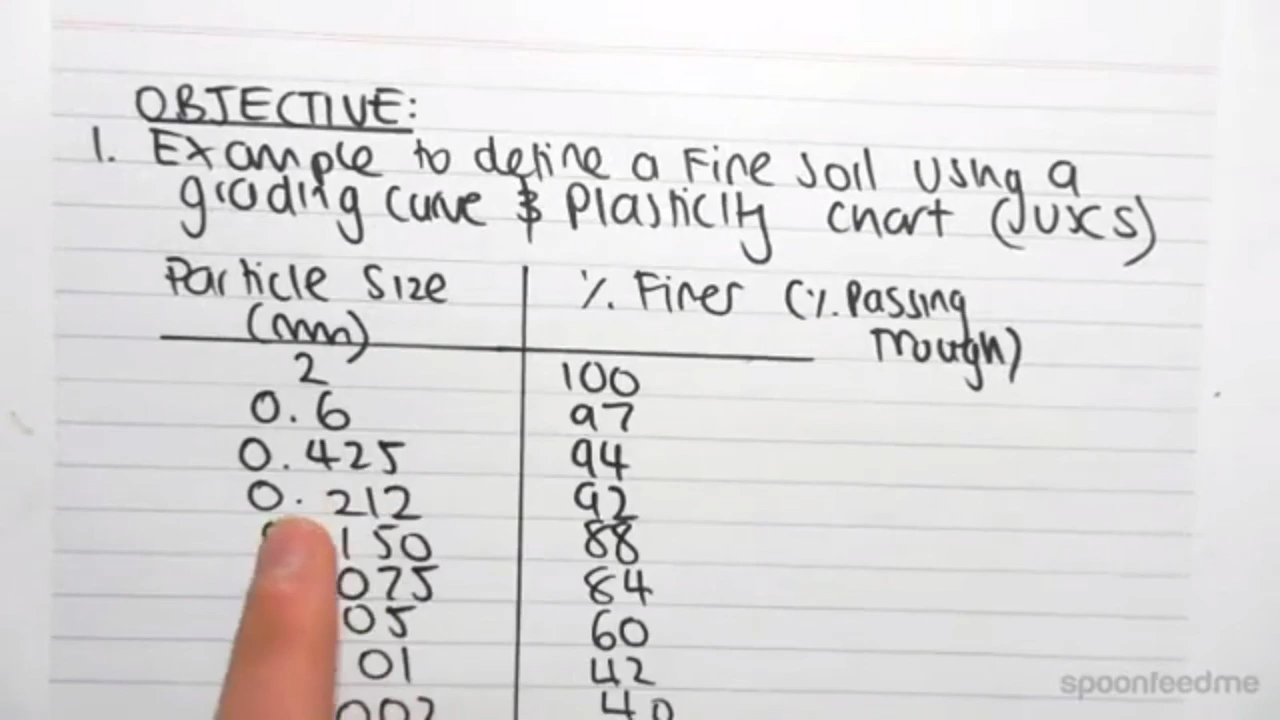 OBJECTIVE:
1. Example to define a Fine Soil Using a
grading curve & Plasticity chart (USCS)
Particle Size % Finer (% Passing
(mm) through)
2 100
0.6 97
0.425 94
0.212 92
150 88
075 84
05 60
01 42
002 40
spoonfeedme